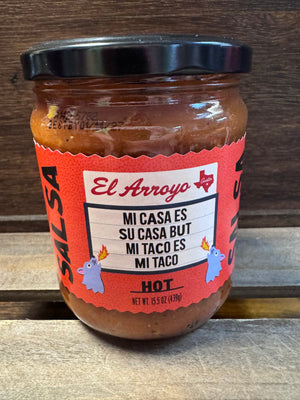 El Arroyo
MI CASA ES
SU CASA BUT
MI TACO ES
MI TACO
HOT
NET WT. 15.5 OZ (439g)
SALSA
SALSA